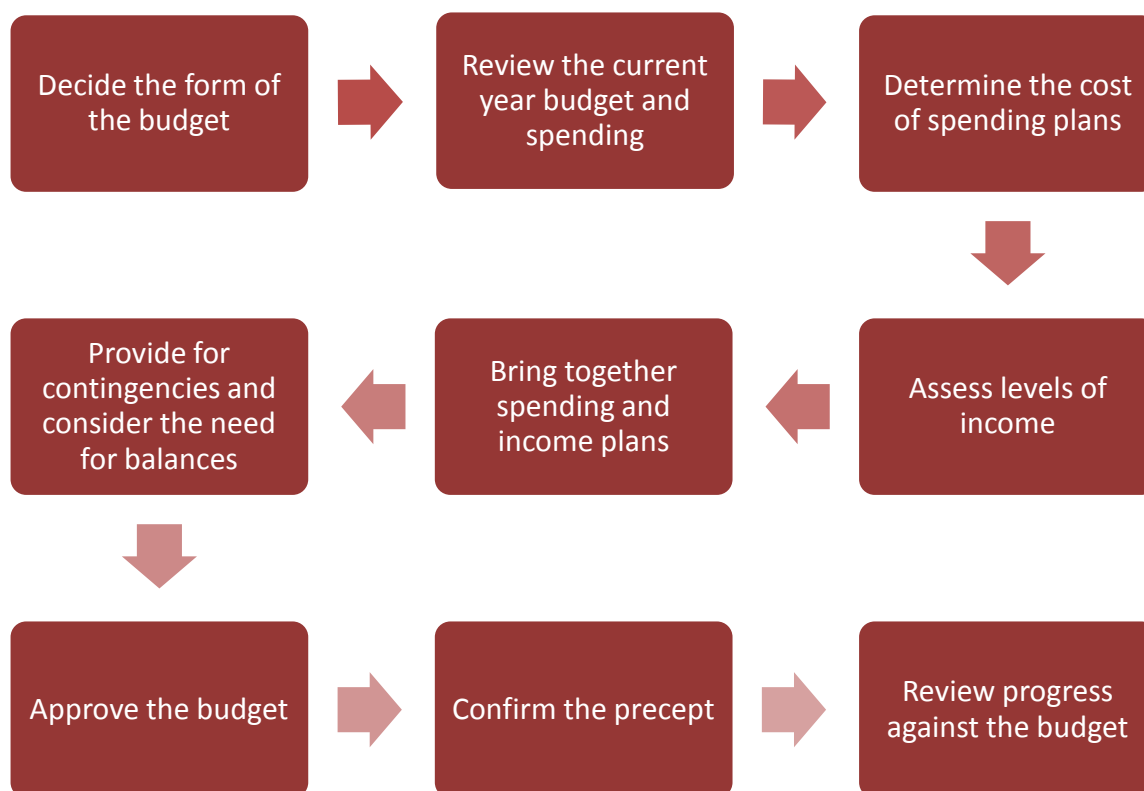 Decide the form of
the budget
Review the current
year budget and
spending
Determine the cost
of spending plans
Assess levels of
income
Bring together
spending and
income plans
Provide for
contingencies and
consider the need
for balances
Approve the budget
Confirm the precept
Review progress
against the budget